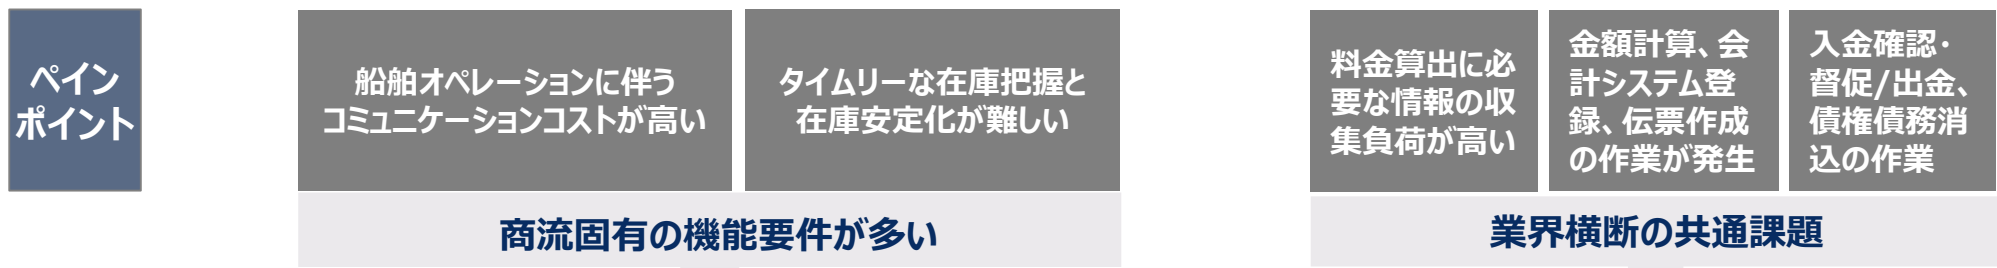 ペイン
ポイント
船舶オペレーションに伴う
コミュニケーションコストが高い
タイムリーな在庫把握と
在庫安定化が難しい
商流固有の機能要件が多い
料金算出に必
要な情報の収
集負荷が高い
金額計算、会
計システム登
録、伝票作成
の作業が発生
入金確認・
督促/出金、
債権債務消
込の作業
業界横断の共通課題